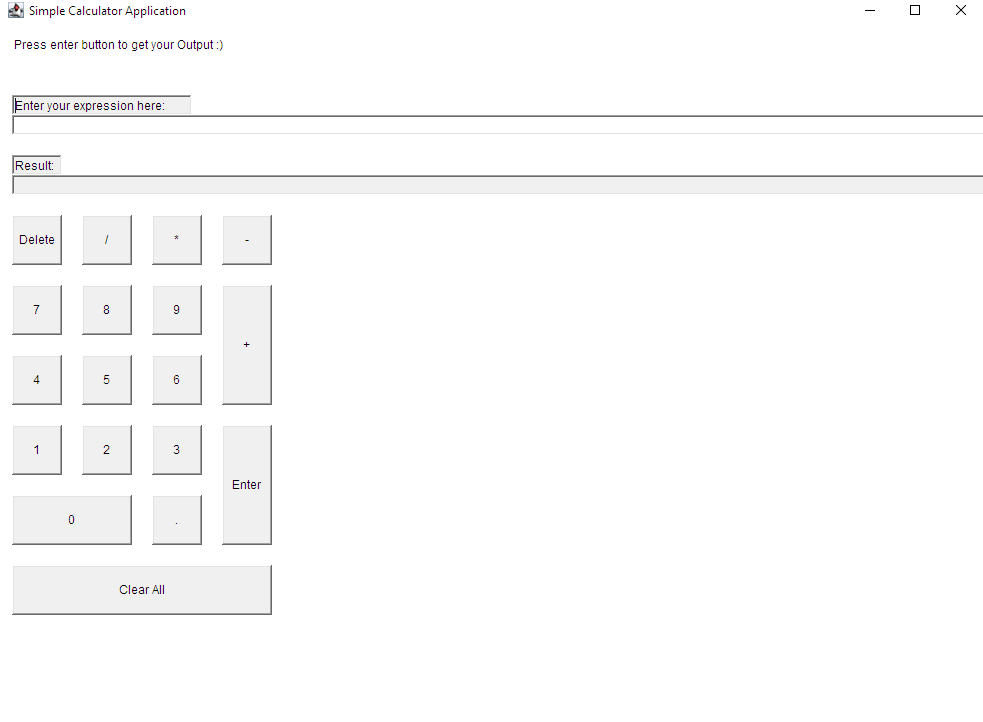 Simple Calculator Application
Press enter button to get your Output :)
Enter your expression here:
Result:
Delete / * -
7 8 9
+
4 5 6
1 2 3
Enter
0 .
Clear All